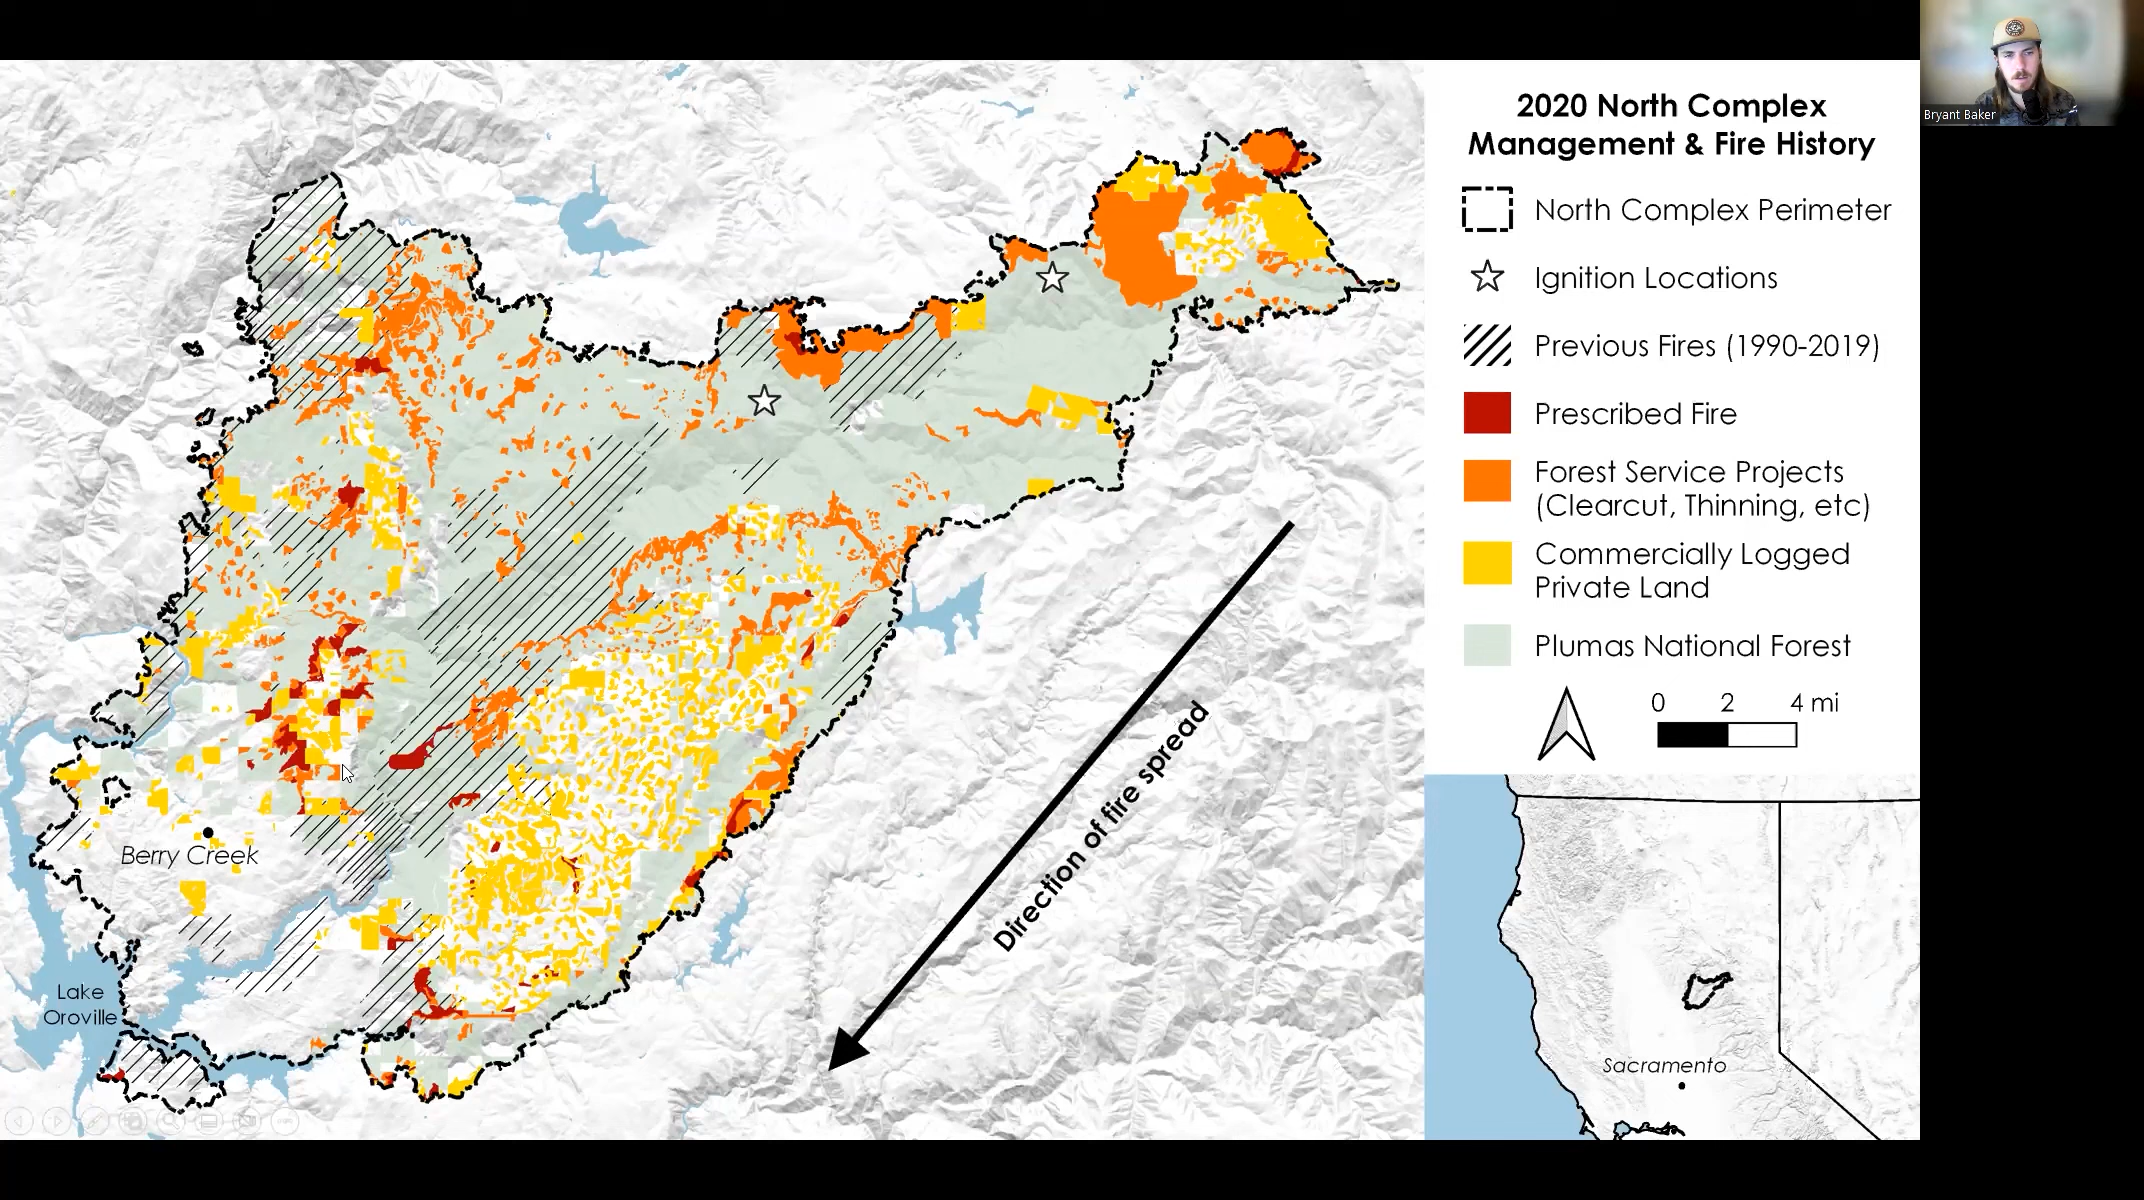 Bryant Baker
2020 North Complex
Management & Fire History
North Complex Perimeter
Ignition Locations
Previous Fires (1990-2019)
Prescribed Fire
Forest Service Projects
(Clearcut, Thinning, etc)
Commercially Logged
Private Land
Plumas National Forest
0 2 4 mi
Direction of fire spread
Berry Creek
Lake
Oroville
Sacramento